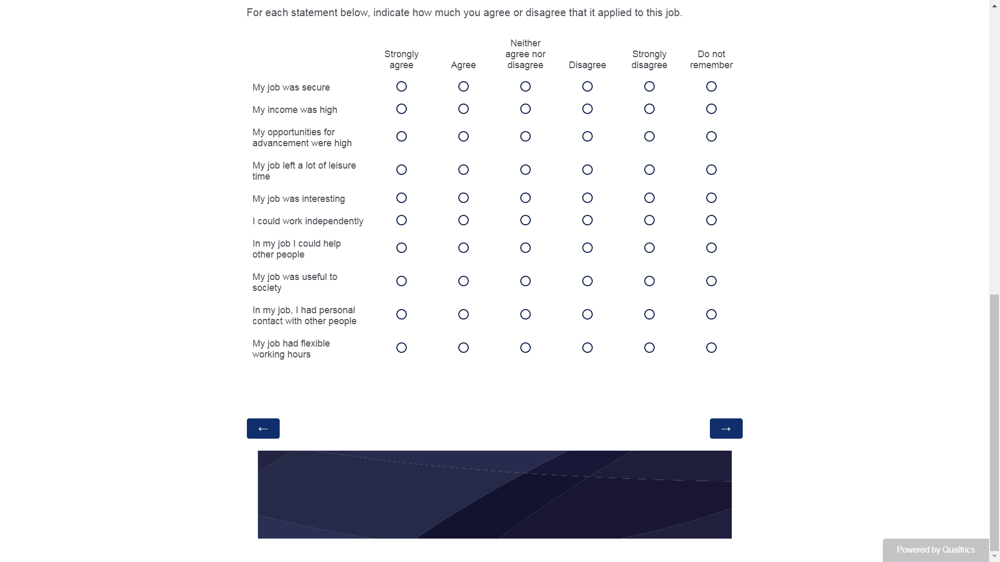 For each statement below, indicate how much you agree or disagree that it applied to this job.
Strongly
agree
Agree
Neither
agree nor
disagree
Disagree
Strongly
disagree
Do not
remember
My job was secure
My income was high
My opportunities for
advancement were high
My job left a lot of leisure
time
My job was interesting
I could work independently
In my job I could help
other people
My job was useful to
society
In my job, I had personal
contact with other people
My job had flexible
working hours
←
→
Powered by Qualtrics